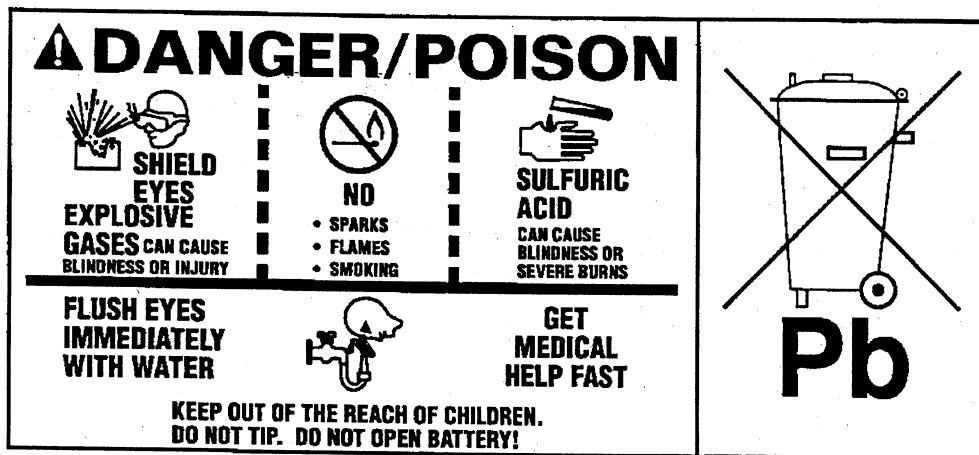 DANGER/POISON
SHIELD
EYES
EXPLOSIVE
GASES CAN CAUSE
BLINDNESS OR INJURY
NO
• SPARKS
• FLAMES
• SMOKING
SULFURIC
ACID
CAN CAUSE
BLINDNESS OR
SEVERE BURNS
FLUSH EYES
IMMEDIATELY
WITH WATER
GET
MEDICAL
HELP FAST
KEEP OUT OF THE REACH OF CHILDREN.
DO NOT TIP. DO NOT OPEN BATTERY!
Pb